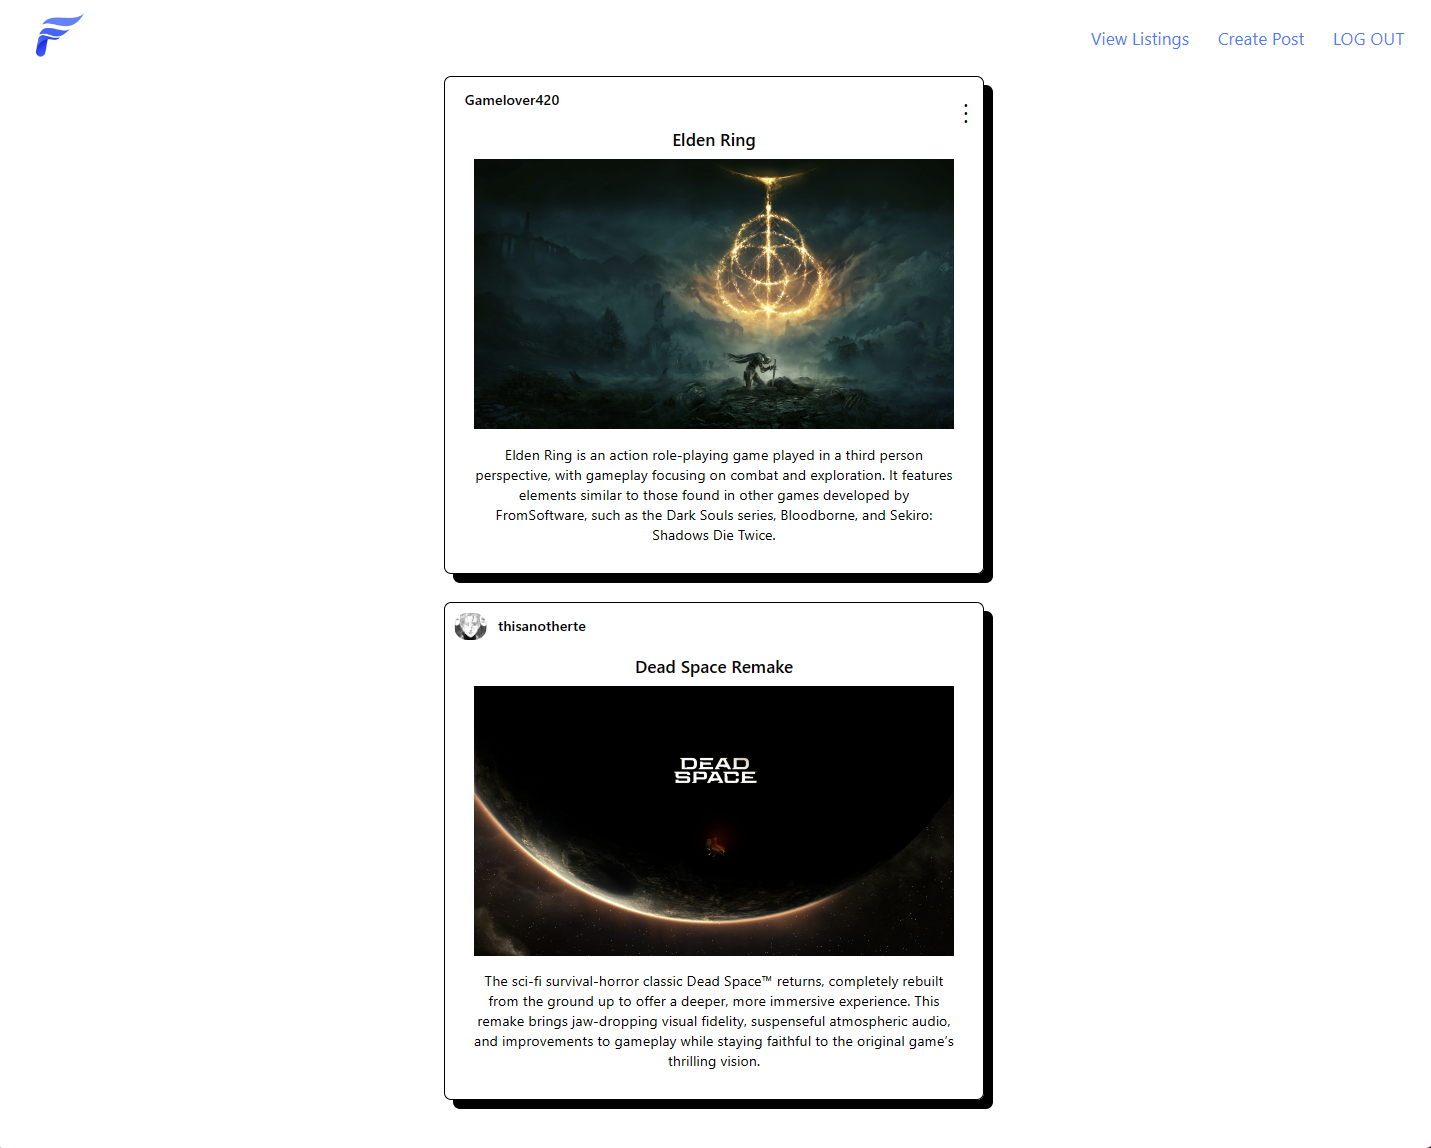 View Listings Create Post LOG OUT
Gamelover420
Elden Ring
Elden Ring is an action role-playing game played in a third person
perspective, with gameplay focusing on combat and exploration. It features
elements similar to those found in other games developed by
FromSoftware, such as the Dark Souls series, Bloodborne, and Sekiro:
Shadows Die Twice.
thisanotherte
Dead Space Remake
DEAD
SPACE
The sci-fi survival-horror classic Dead Space™ returns, completely rebuilt
from the ground up to offer a deeper, more immersive experience. This
remake brings jaw-dropping visual fidelity, suspenseful atmospheric audio,
and improvements to gameplay while staying faithful to the original game’s
thrilling vision.